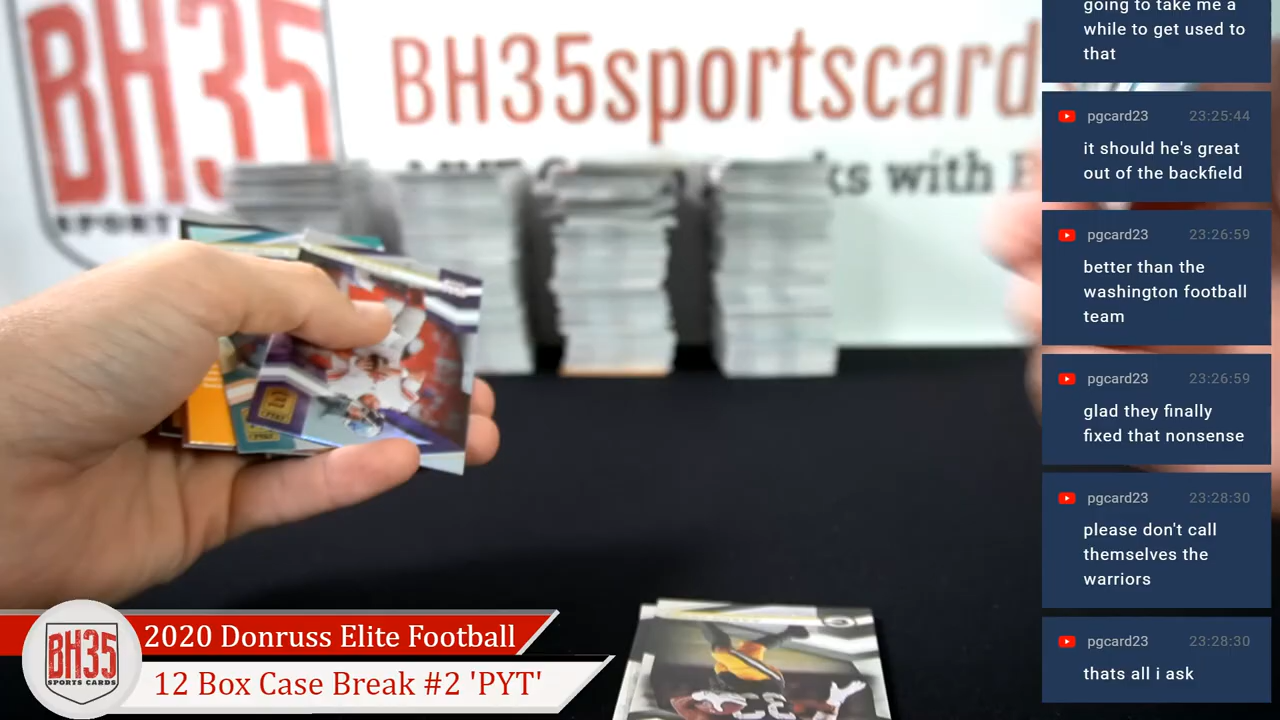 BH35
SPORT
BH35sportscard
ks with
going to take me a
while to get used to
that
pgcard23 23:25:44
it should he's great
out of the backfield
pgcard23 23:26:59
better than the
washington football
team
pgcard23 23:26:59
glad they finally
fixed that nonsense
pgcard23 23:28:30
please don't call
themselves the
warriors
pgcard23 23:28:30
thats all i ask
BH35
SPORTS CARDS
2020 Donruss Elite Football
12 Box Case Break #2 'PYT'